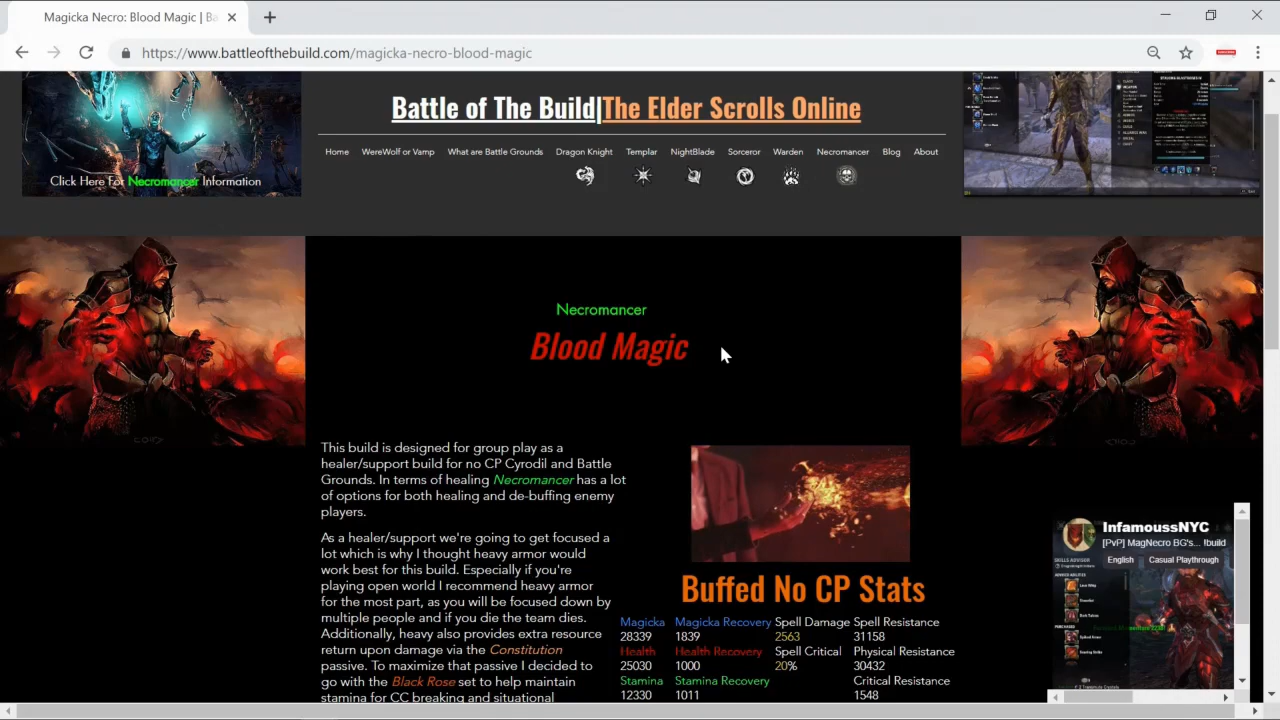 Magicka Necro: Blood Magic | Ba
https://www.battleofthebuild.com/magicka-necro-blood-magic
Click Here For Necromancer Information
Battle of the Build|The Elder Scrolls Online
Home WereWolf or Vamp Battle Grounds Dragon Knight Templar NightBlade Sorceror Warden Necromancer Blog About
Necromancer
Blood Magic
This build is designed for group play as a
healer/support build for no CP Cyrodil and Battle
Grounds. In terms of healing Necromancer has a lot
of options for both healing and de-buffing enemy
players.
As a healer/support we're going to get focused a
lot which is why I thought heavy armor would
work best for this build. Especially if you're
playing open world I recommend heavy armor
for the most part, as you will be focused down by
multiple people and if you die the team dies.
Additionally, heavy will provide extra resource
return upon damage via the Constitution
passive. To maximize that passive I decided to
go with the Black Rose set to help maintain
stamina for CC breaking and situational
Buffed No CP Stats
Magicka Magicka Recovery Spell Damage Spell Resistance
28839 1839 2563 31158
Health Health Recovery Spell Critical Physical Resistance
25030 1000 20% 30432
Stamina Stamina Recovery Critical Resistance
12330 1011 1548
InfamoussNYC
[PvP] MagNecro BG's... !build
English Casual Playthrough
SKILLS ADVISOR